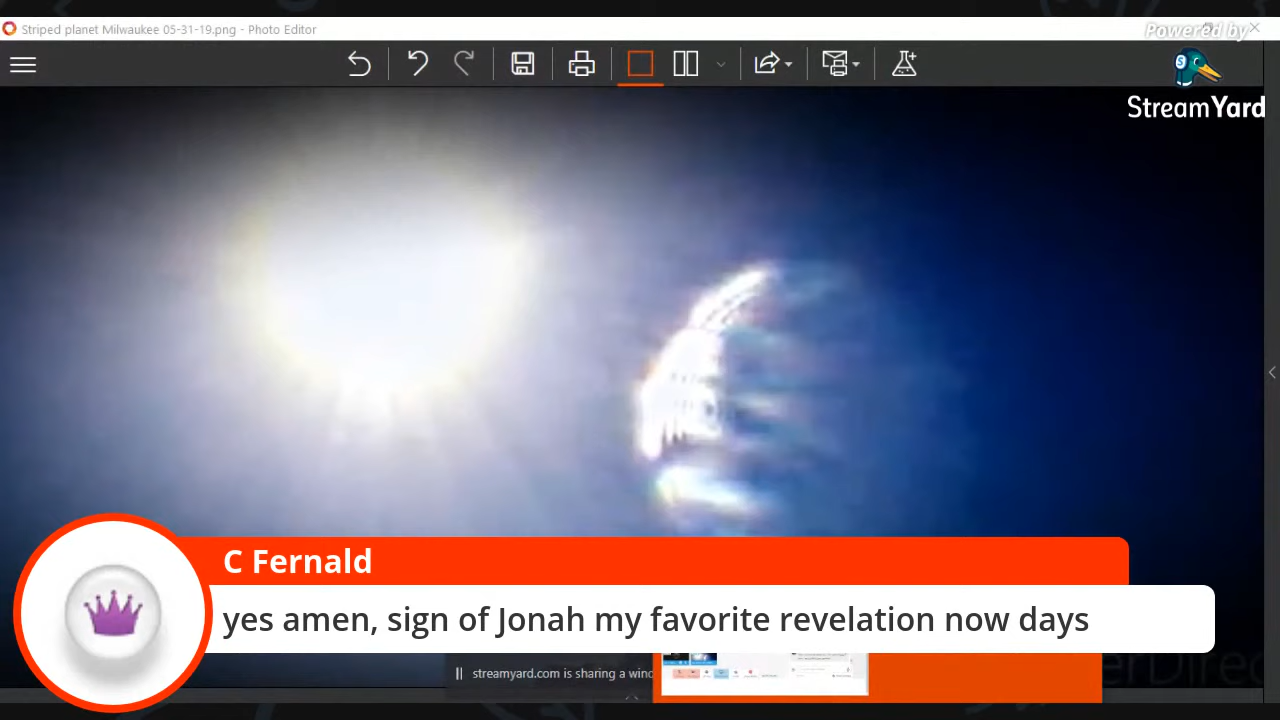 Striped planet Milwaukee 05-31-19.png - Photo Editor
Powered by
StreamYard
C Fernald
yes amen, sign of Jonah my favorite revelation now days
streamyard.com is sharing a wind